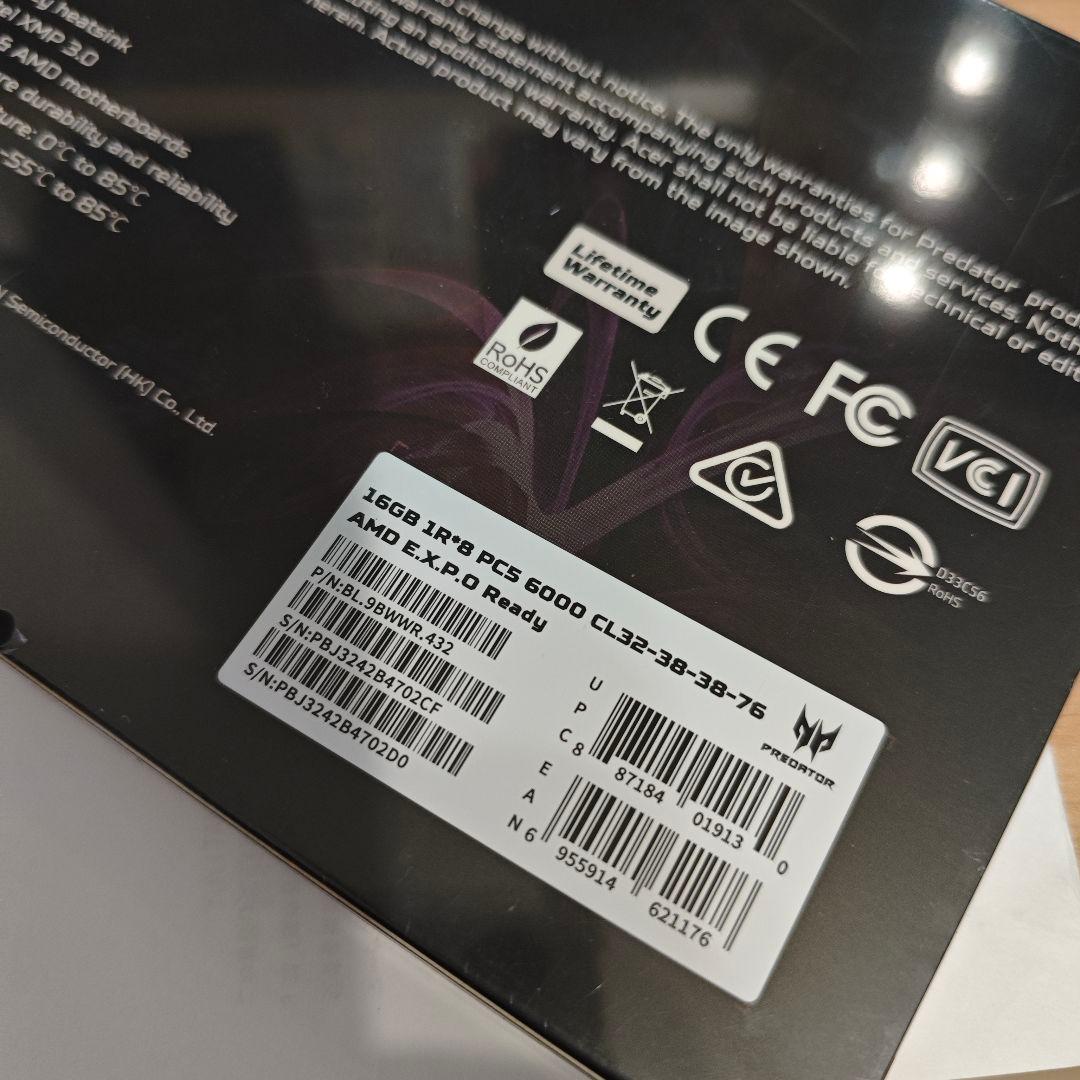 y heatsink
el XMP 3.0
& AMD motherboards
re durability and reliability
ture: 0°C to 85°C
-55°C to 85°C
Semiconductor (HK) Co., Ltd.
to change without notice. The only warranties for Predator prod
warranty statement accompanying such products and services. Noth
uting an additional warranty. Acer shall not be liable for technical or edit
herein. Actual product may vary from the image shown.
Lifetime
Warranty
RoHS
COMPLIANT
CE
FC
VCI
D33C56
RoHS
16GB 1R*8 PC5 6000 CL32-38-38-76
AMD E.X.P.O Ready
P/N:BL.9BWWR.432
S/N:PBJ3242B4702CF
S/N:PBJ3242B4702D0
PREDATOR
UPC 8 87184 01913 0
EAN 6 955914 621176